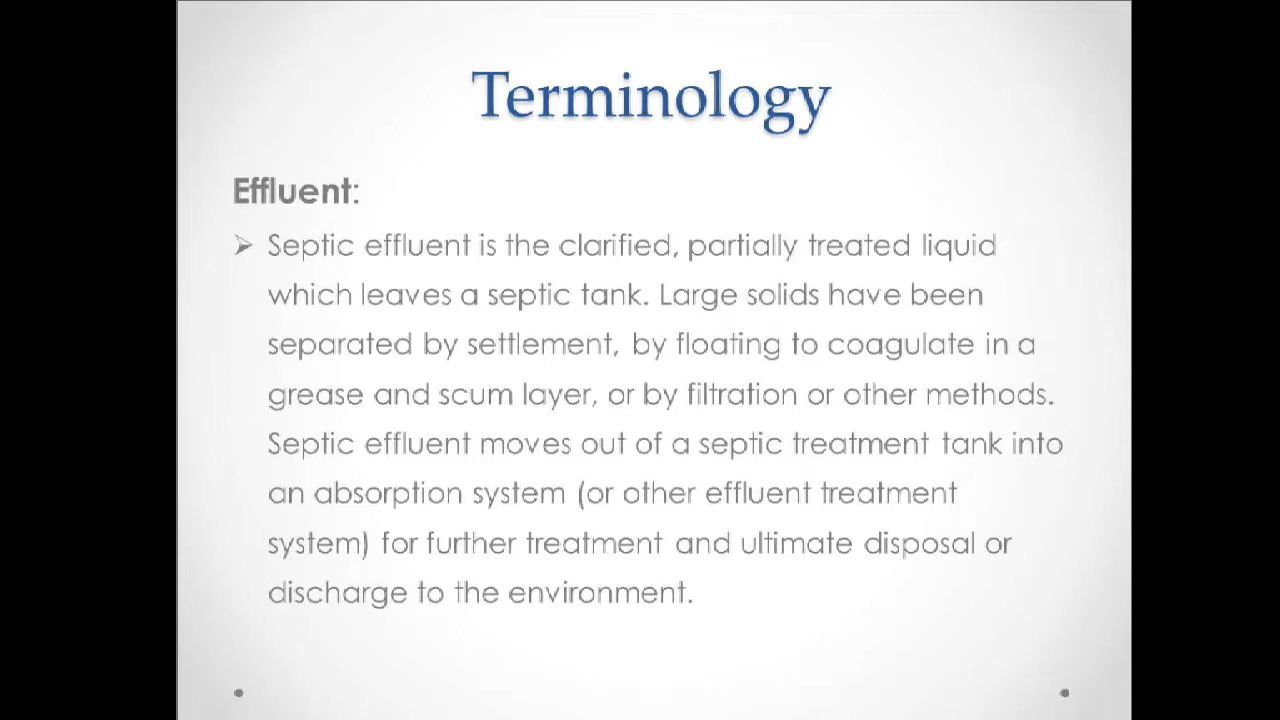 Terminology
Effluent:
➢ Septic effluent is the clarified, partially treated liquid
which leaves a septic tank. Large solids have been
separated by settlement, by floating to coagulate in a
grease and scum layer, or by filtration or other methods.
Septic effluent moves out of a septic treatment tank into
an absorption system (or other effluent treatment
system) for further treatment and ultimate disposal or
discharge to the environment.